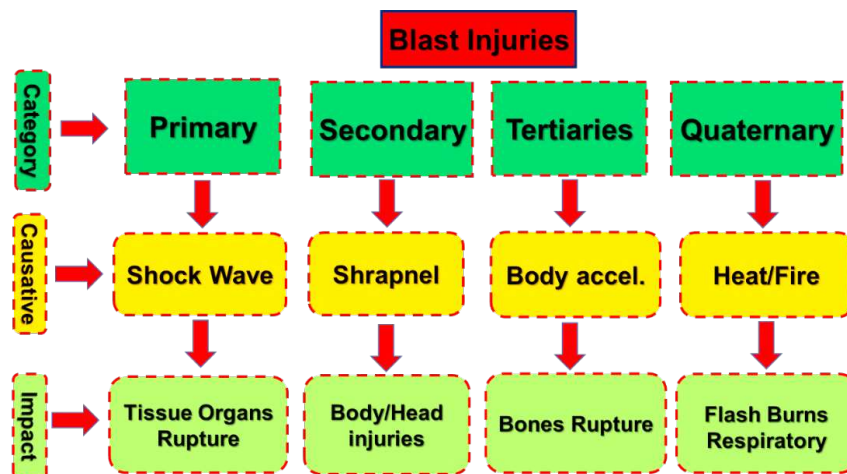 Blast Injuries
Category
Primary
Secondary
Tertiaries
Quaternary
Causative
Shock Wave
Shrapnel
Body accel.
Heat/Fire
Impact
Tissue Organs
Rupture
Body/Head
injuries
Bones Rupture
Flash Burns
Respiratory